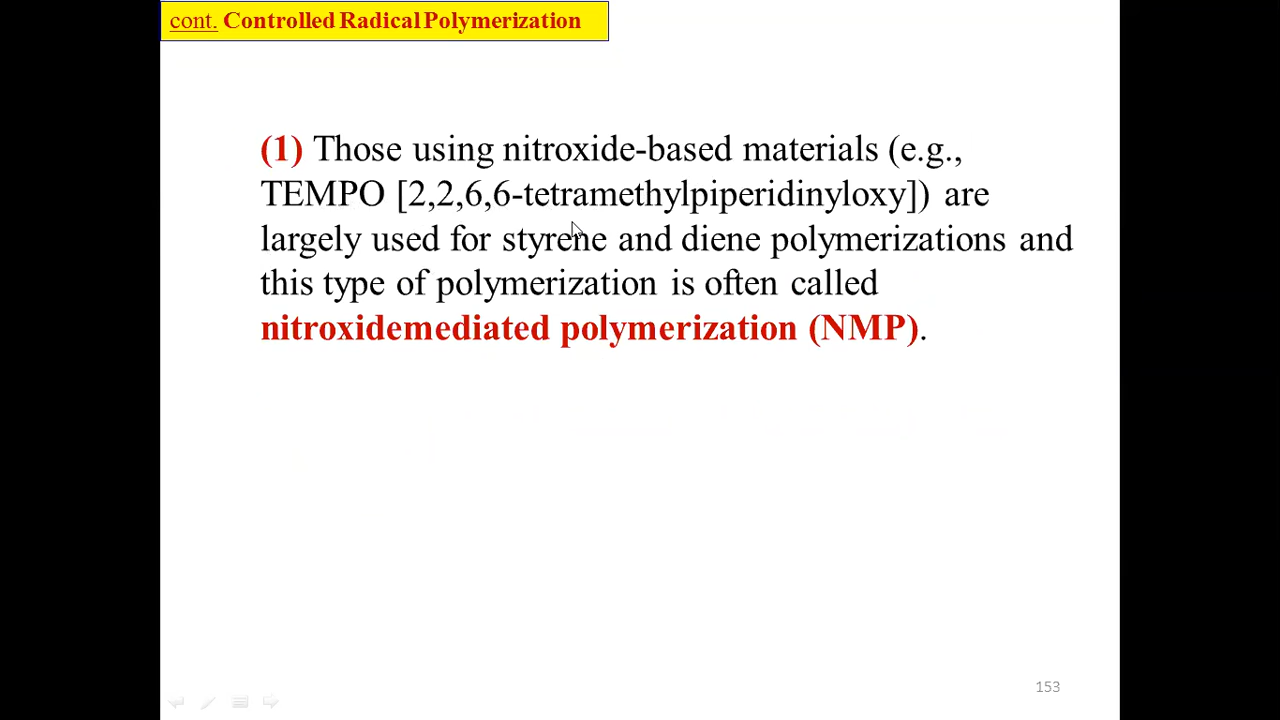 cont. Controlled Radical Polymerization
(1) Those using nitroxide-based materials (e.g.,
TEMPO [2,2,6,6-tetramethylpiperidinyloxy]) are
largely used for styrene and diene polymerizations and
this type of polymerization is often called
nitroxidemediated polymerization (NMP).
153